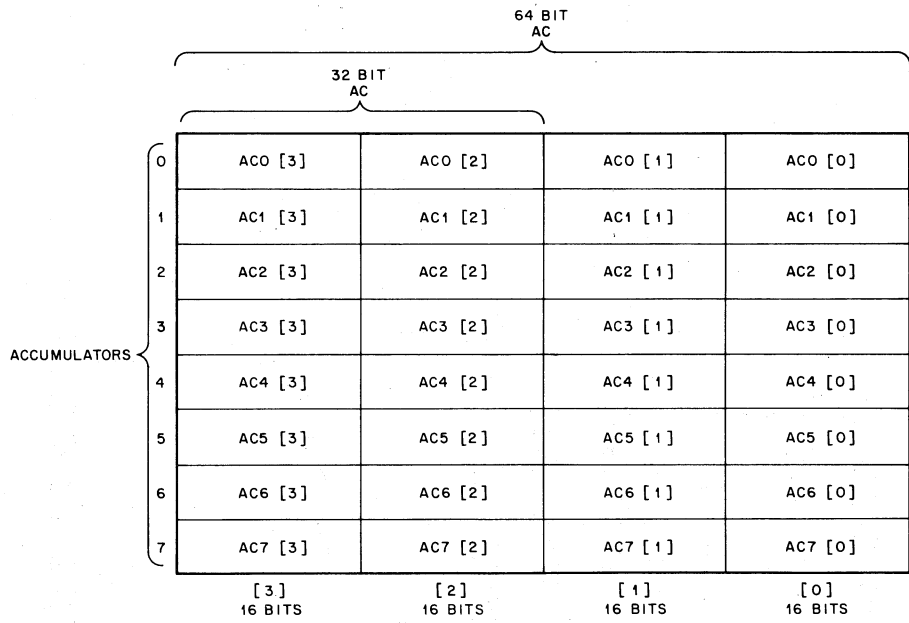 64 BIT
AC
32 BIT
AC
0 AC0 [3] AC0 [2] AC0 [1] AC0 [0]
1 AC1 [3] AC1 [2] AC1 [1] AC1 [0]
2 AC2 [3] AC2 [2] AC2 [1] AC2 [0]
3 AC3 [3] AC3 [2] AC3 [1] AC3 [0]
ACCUMULATORS
4 AC4 [3] AC4 [2] AC4 [1] AC4 [0]
5 AC5 [3] AC5 [2] AC5 [1] AC5 [0]
6 AC6 [3] AC6 [2] AC6 [1] AC6 [0]
7 AC7 [3] AC7 [2] AC7 [1] AC7 [0]
[3] [2] [1] [0]
16 BITS 16 BITS 16 BITS 16 BITS